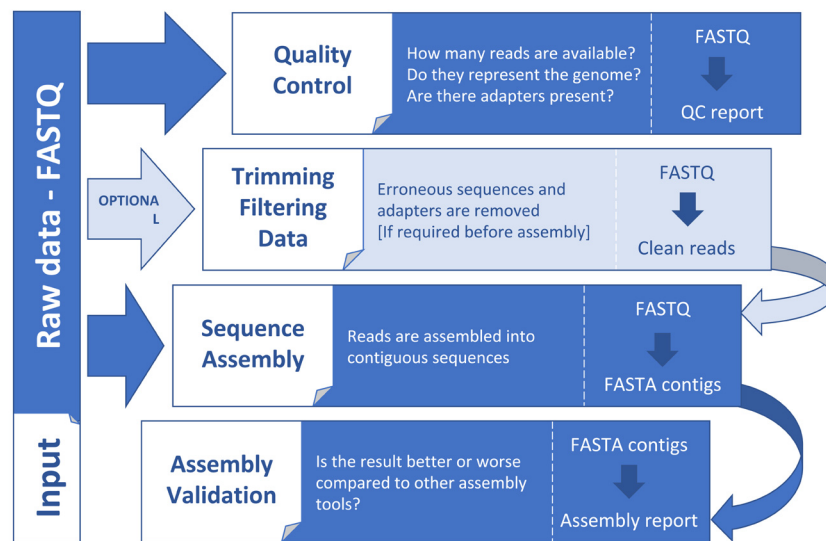 Raw data - FASTQ
Input
Quality
Control
How many reads are available?
Do they represent the genome?
Are there adapters present?
FASTQ
QC report
OPTIONA
L
Trimming
Filtering
Data
Erroneous sequences and
adapters are removed
[If required before assembly]
FASTQ
Clean reads
Sequence
Assembly
Reads are assembled into
contiguous sequences
FASTQ
FASTA contigs
Assembly
Validation
Is the result better or worse
compared to other assembly
tools?
FASTA contigs
Assembly report